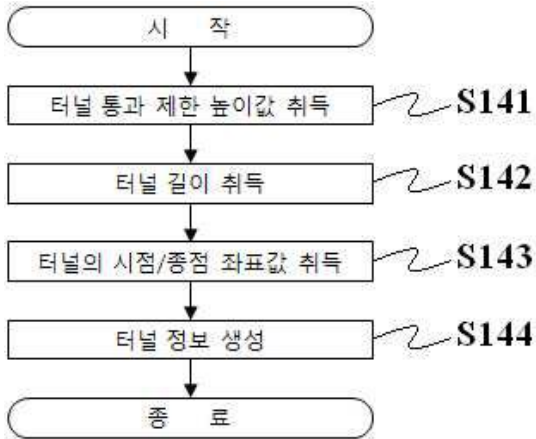 시 작
터널 통과 제한 높이값 취득
S141
터널 길이 취득
S142
터널의 시점/종점 좌표값 취득
S143
터널 정보 생성
S144
종 료